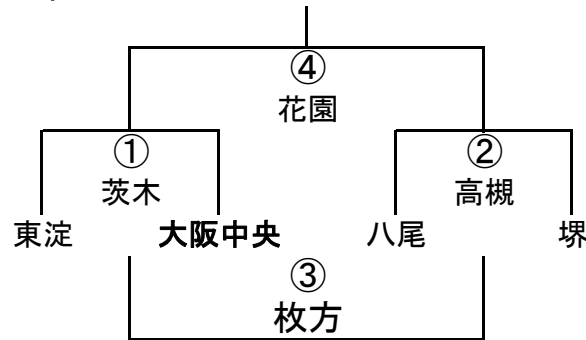 ④
花園
① ②
茨木 高槻
東淀 大阪中央 八尾 堺
③
枚方